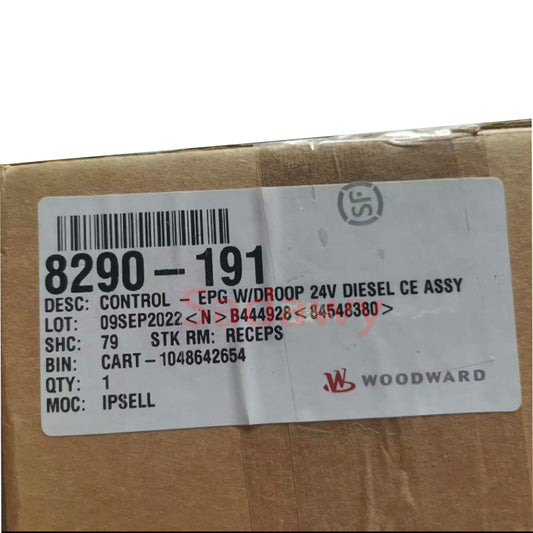 SF
8290-191
DESC: CONTROL - EPG W/DROOP 24V DIESEL CE ASSY
LOT: 09SEP2022<N>B444928<84548380>
SHC: 79 STK RM: RECEPS
BIN: CART-1048642654
QTY: 1
MOC: IPSELL
WOODWARD